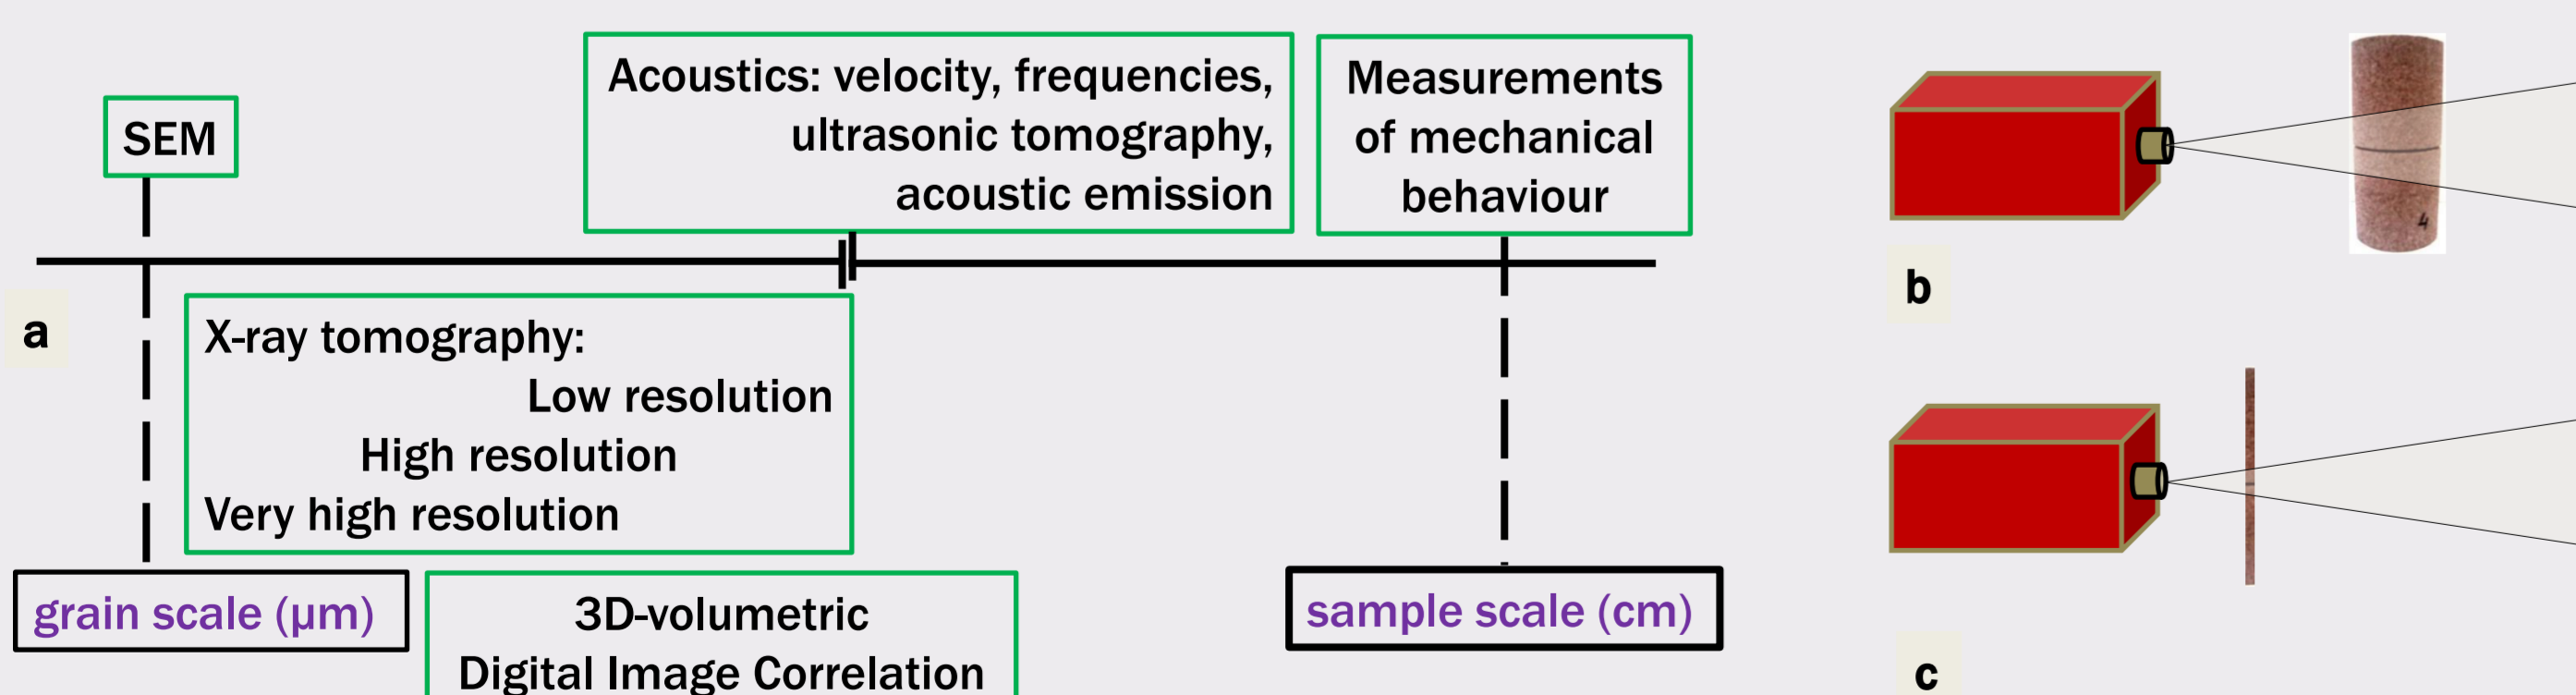 SEM
Acoustics: velocity, frequencies,
ultrasonic tomography,
acoustic emission
Measurements
of mechanical
behaviour
a
X-ray tomography:
Low resolution
High resolution
Very high resolution
grain scale (µm)
3D-volumetric
Digital Image Correlation
sample scale (cm)
4
b
c